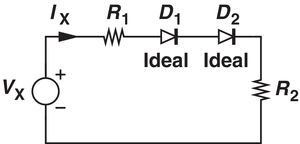 I_X R_1 D_1 D_2
Ideal Ideal
V_X + − R_2